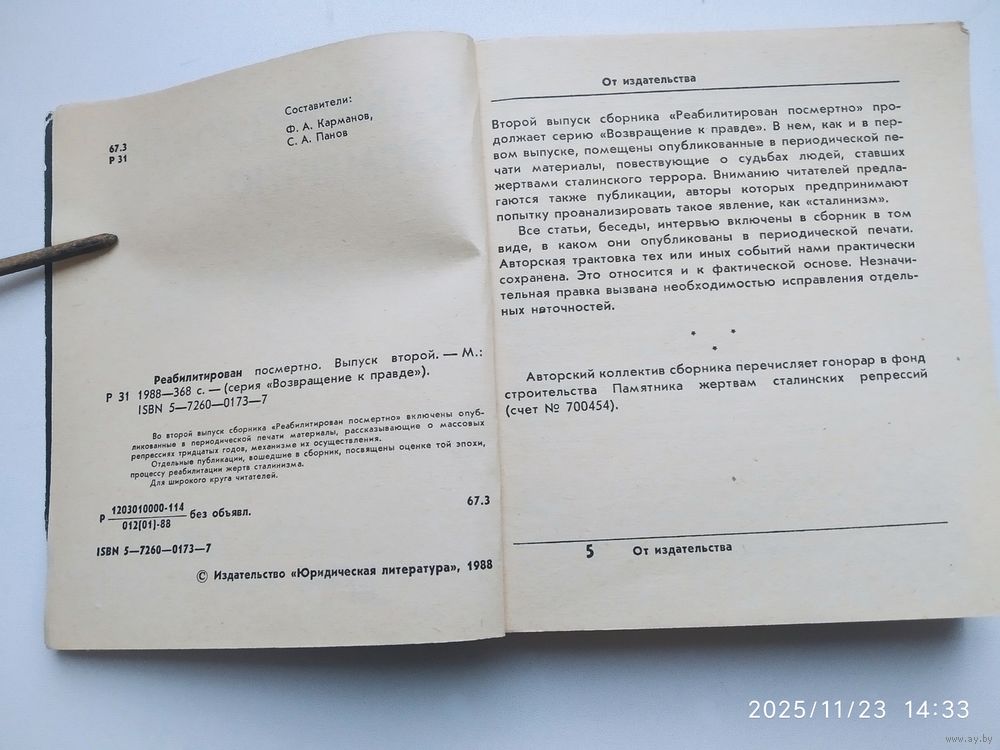 67.3
Р 31
Составители:
Ф. А. Карманов,
С. А. Панов
Реабилитирован посмертно. Выпуск второй. — М.:
Р 31 1988—368 с. — (серия «Возвращение к правде»).
ISBN 5—7260—0173—7
Во второй выпуск сборника «Реабилитирован посмертно» включены опуб-
ликованные в периодической печати материалы, рассказывающие о массовых
репрессиях тридцатых годов, механизме их осуществления.
Отдельные публикации, вошедшие в сборник, посвящены оценке той эпохи,
процессу реабилитации жертв сталинизма.
Для широкого круга читателей.
Р 1203010000-114
012(01)-88 без объявл.
67.3
ISBN 5—7260—0173—7
© Издательство «Юридическая литература», 1988
От издательства
Второй выпуск сборника «Реабилитирован посмертно» про-
должает серию «Возвращение к правде». В нем, как и в пер-
вом выпуске, помещены опубликованные в периодической пе-
чати материалы, повествующие о судьбах людей, ставших
жертвами сталинского террора. Вниманию читателей предла-
гаются также публикации, авторы которых предпринимают
попытку проанализировать такое явление, как «сталинизм».
Все статьи, беседы, интервью включены в сборник в том
виде, в каком они опубликованы в периодической печати.
Авторская трактовка тех или иных событий нами практически
сохранена. Это относится и к фактической основе. Незначи-
тельная правка вызвана необходимостью исправления отдель-
ных неточностей.
* * *
Авторский коллектив сборника перечисляет гонорар в фонд
строительства Памятника жертвам сталинских репрессий
(счет № 700454).
5 От издательства
2025/11/23 14:33
www.ay.by